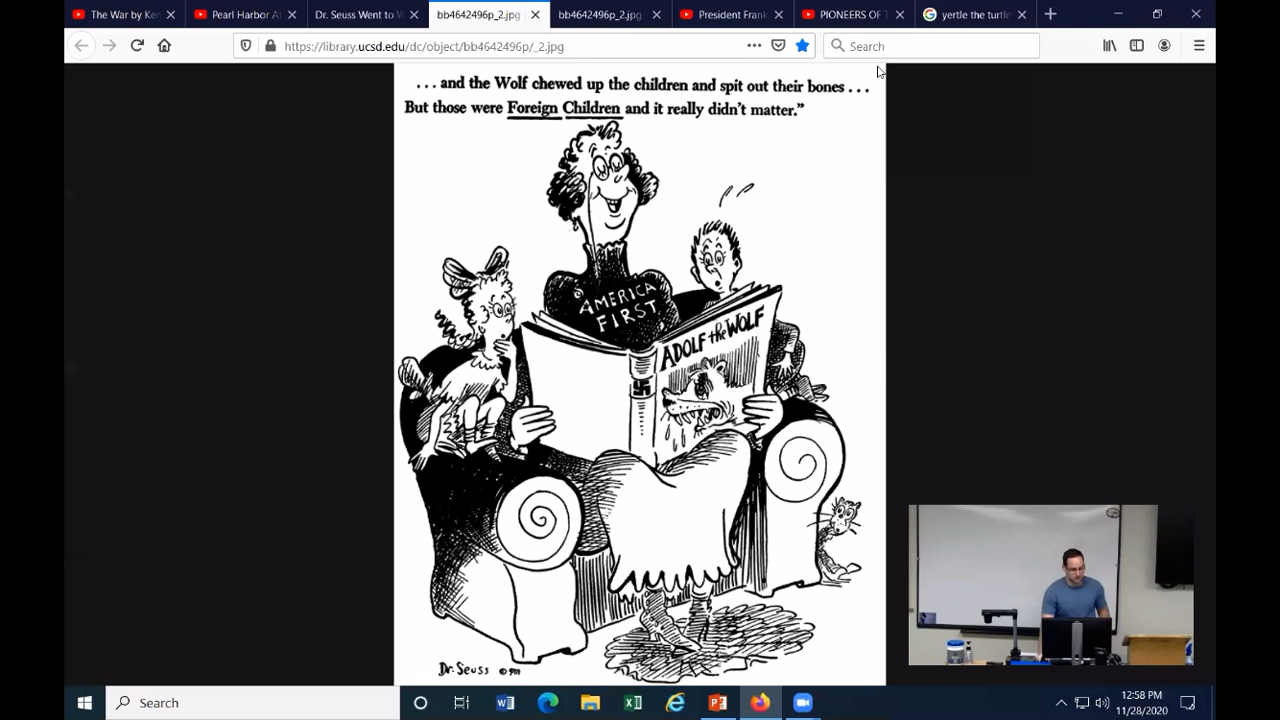 The War by Ken
Pearl Harbor A
Dr. Seuss Went to W
bb4642496p_2.jpg
bb4642496p_2.jpg
President Frank
PIONEERS OF T
yertle the turtle
https://library.ucsd.edu/dc/object/bb4642496p/_2.jpg
Search
. . . and the Wolf chewed up the children and spit out their bones . . .
But those were Foreign Children and it really didn't matter."
AMERICA
FIRST
ADOLF the WOLF
Dr. Seuss ©
Search
12:58 PM
11/28/2020